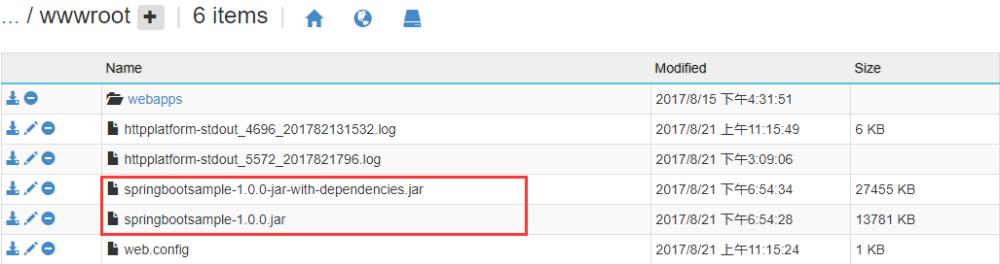 ... / wwwroot | 6 items |
Name Modified Size
webapps 2017/8/15 下午4:31:51
httpplatform-stdout_4696_201782131532.log 2017/8/21 上午11:15:49 6 KB
httpplatform-stdout_5572_2017821796.log 2017/8/21 下午3:09:06
springbootsample-1.0.0-jar-with-dependencies.jar 2017/8/21 下午6:54:34 27455 KB
springbootsample-1.0.0.jar 2017/8/21 下午6:54:28 13781 KB
web.config 2017/8/21 上午11:15:24 1 KB